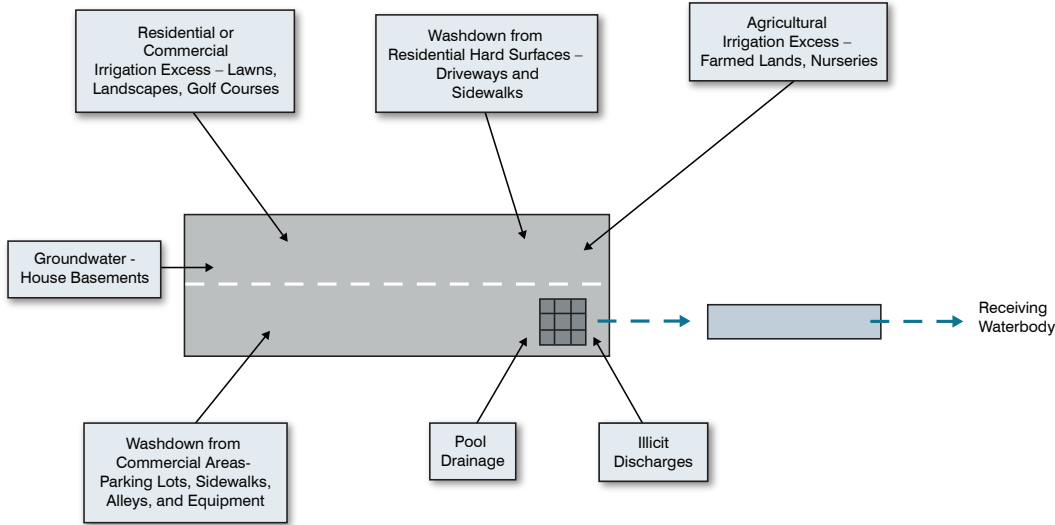 Residential or
Commercial
Irrigation Excess – Lawns,
Landscapes, Golf Courses
Washdown from
Residential Hard Surfaces –
Driveways and
Sidewalks
Agricultural
Irrigation Excess –
Farmed Lands, Nurseries
Groundwater -
House Basements
Receiving
Waterbody
Washdown from
Commercial Areas-
Parking Lots, Sidewalks,
Alleys, and Equipment
Pool
Drainage
Illicit
Discharges